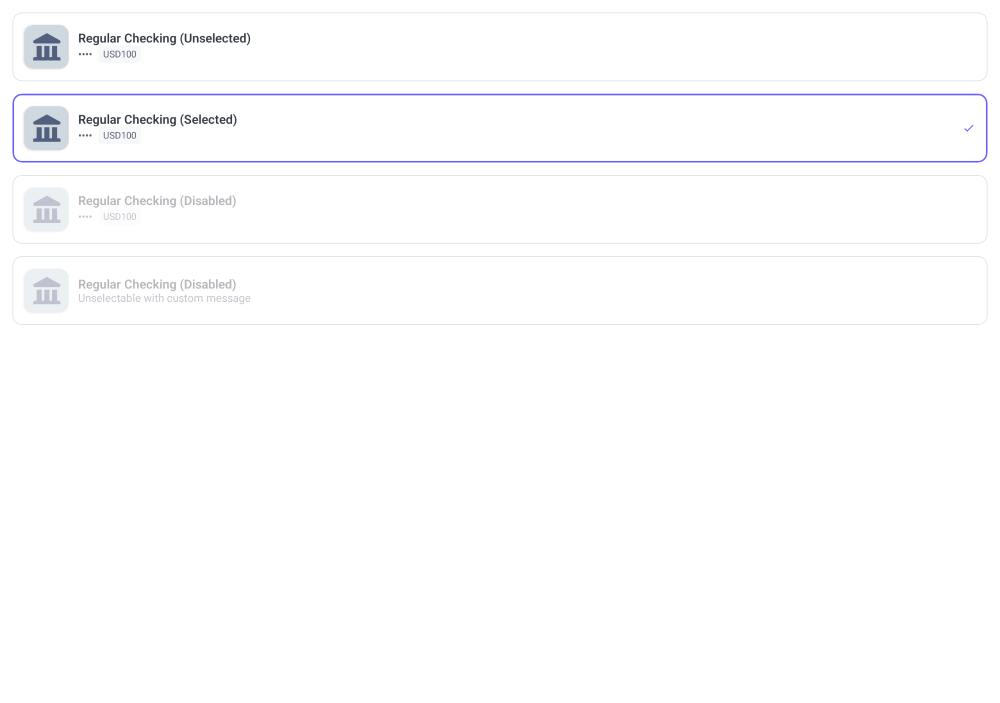 Regular Checking (Unselected)
•••• USD100
Regular Checking (Selected)
•••• USD100
Regular Checking (Disabled)
•••• USD100
Regular Checking (Disabled)
Unselectable with custom message